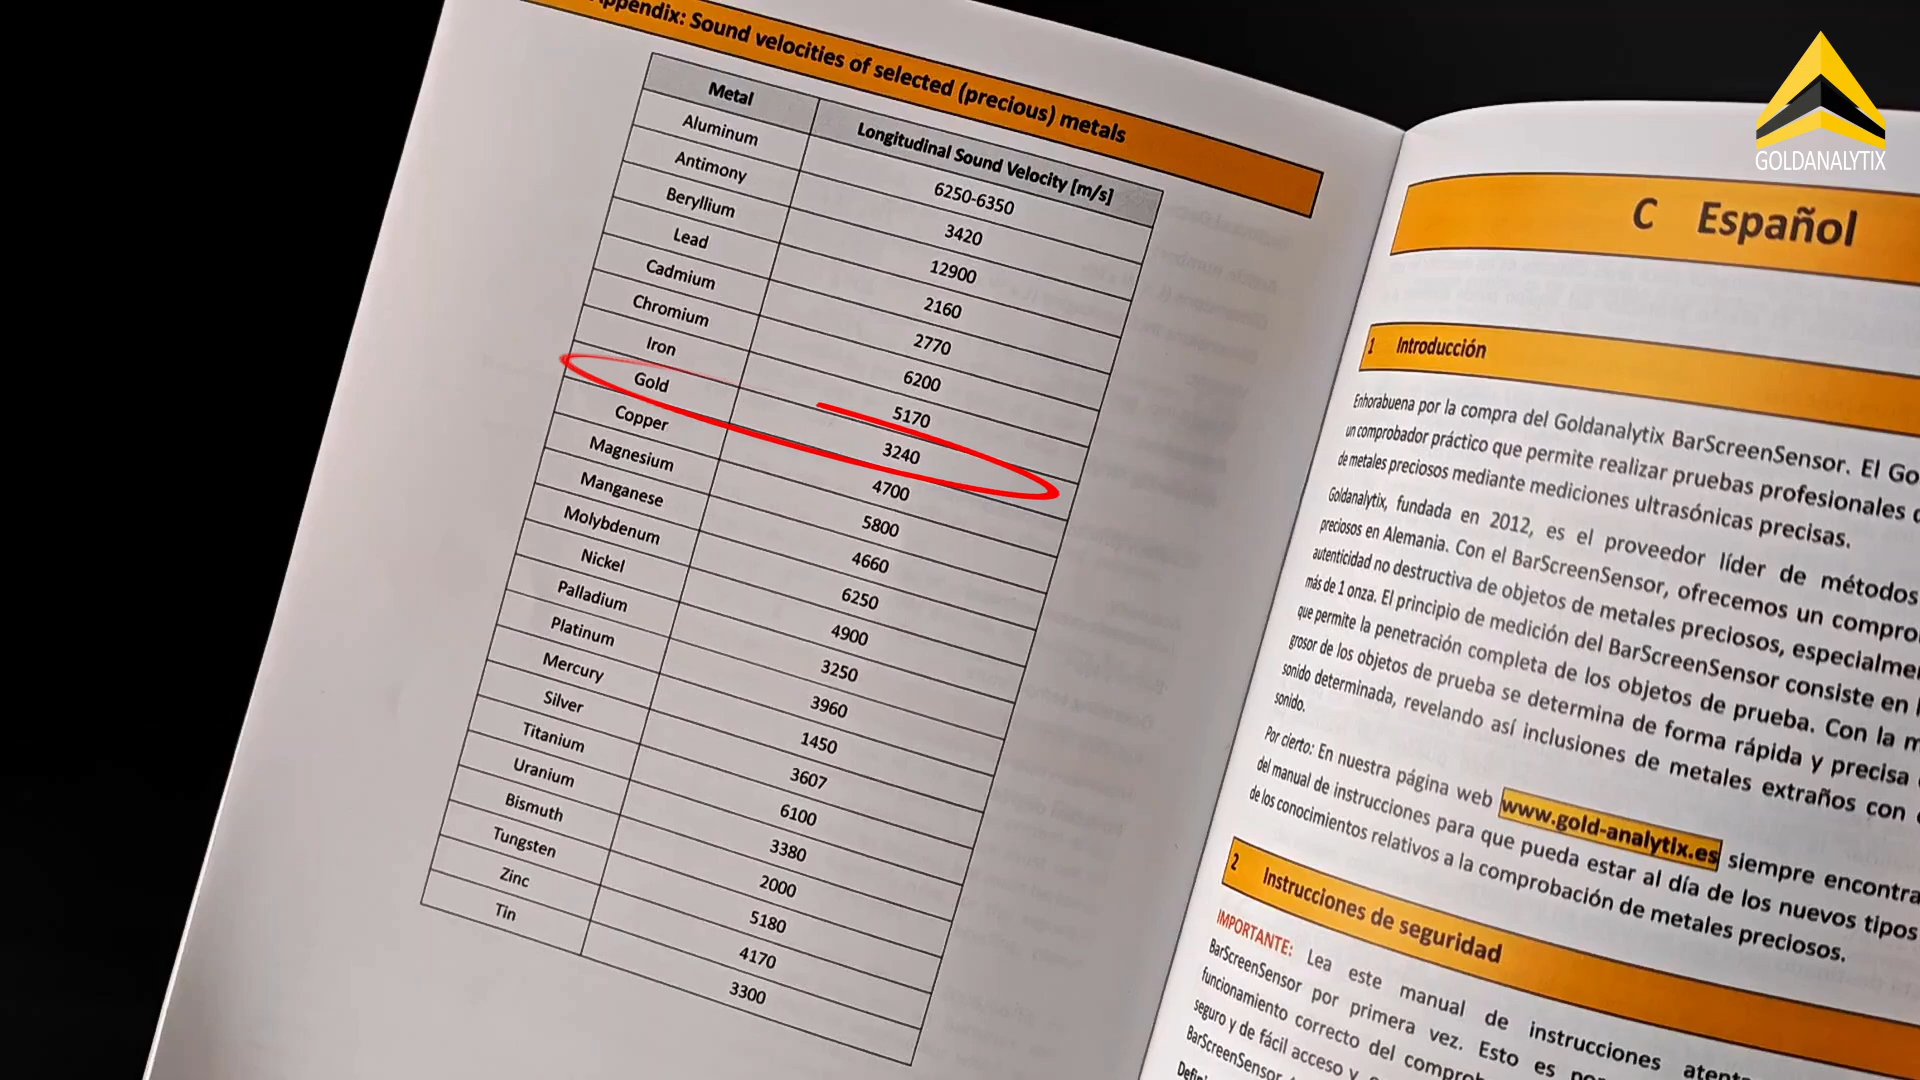 Appendix: Sound velocities of selected (precious) metals
Metal Longitudinal Sound Velocity [m/s]
Aluminum 6250-6350
Antimony 3420
Beryllium 12900
Lead 2160
Cadmium 2770
Chromium 6200
Iron 5170
Gold 3240
Copper 4700
Magnesium 5800
Manganese 4660
Molybdenum 6250
Nickel 4900
Palladium 3250
Platinum 3960
Mercury 1450
Silver 3607
Titanium 6100
Uranium 3380
Bismuth 2000
Tungsten 5180
Zinc 4170
Tin 3300
GOLDANALYTIX
C Español
1 Introducción
Enhorabuena por la compra del Goldanalytix BarScreenSensor. El
un comprobador práctico que permite realizar pruebas profesionales
de metales preciosos mediante mediciones ultrasónicas precisas.
Goldanalytix, fundada en 2012, es el proveedor líder de métodos
preciosos en Alemania. Con el BarScreenSensor, ofrecemos un
autenticidad no destructiva de objetos de metales preciosos,
más de 1 onza. El principio de medición del BarScreenSensor consiste en
que permite la penetración completa de los objetos de prueba. Con la
grosor de los objetos de prueba se determina de forma rápida y precisa
sonido determinada, revelando así inclusiones de metales extraños con
sonido.
Por cierto: En nuestra página web www.gold-analytix.es siempre
del manual de instrucciones para que pueda estar al día de los nuevos tipos
de los conocimientos relativos a la comprobación de metales preciosos.
2 Instrucciones de seguridad
IMPORTANTE: Lea este manual de instrucciones
BarScreenSensor por primera vez. Esto es
funcionamiento correcto del
seguro y de fácil acceso y
BarScreenSensor